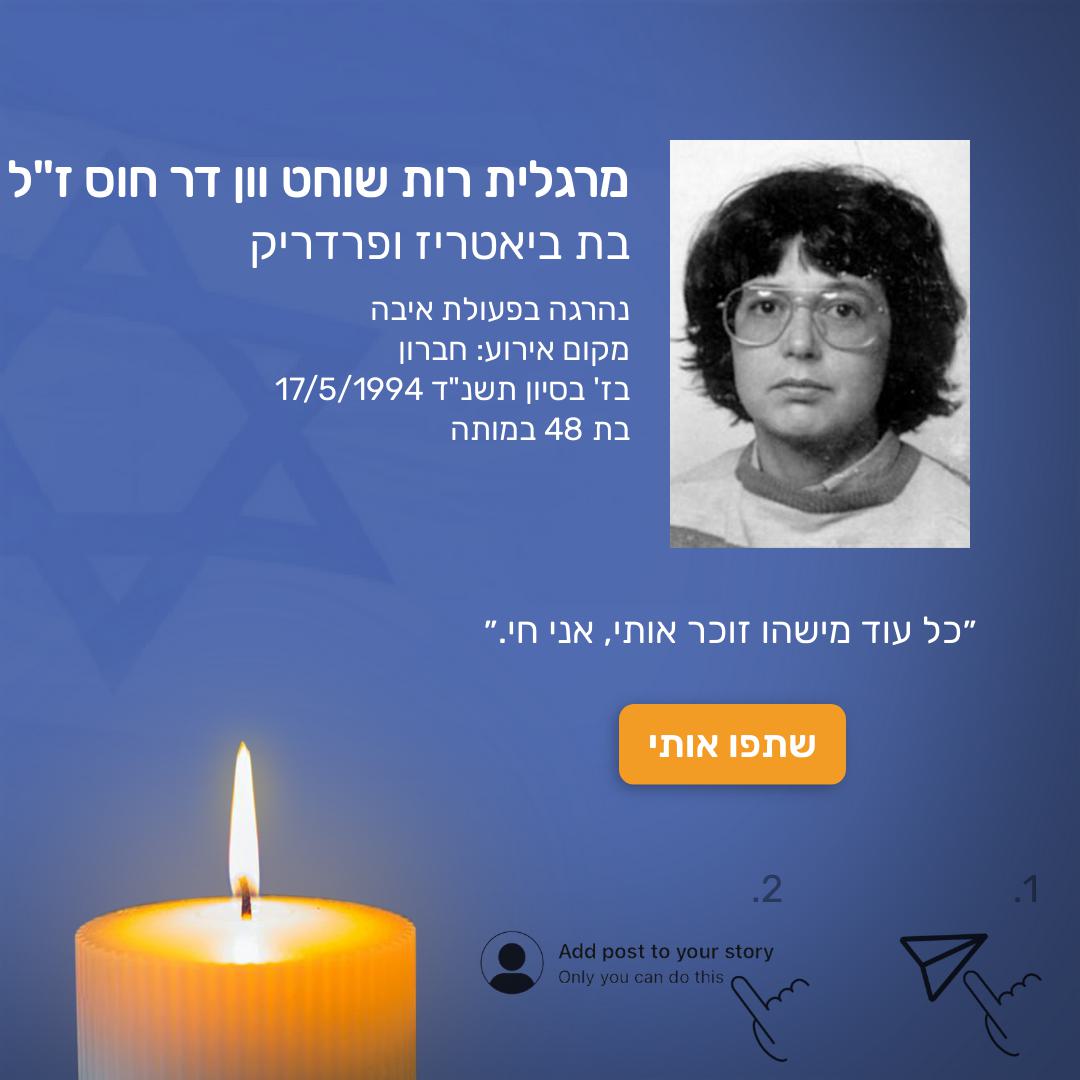 מרגלית רות שוחט וון דר חוס ז"ל
בת ביאטריז ופרדריק
נהרגה בפעולת איבה
מקום אירוע: חברון
בז' בסיון תשנ"ד 17/5/1994
בת 48 במותה
״כל עוד מישהו זוכר אותי, אני חי.״
שתפו אותי
.1
.2
Add post to your story
Only you can do this